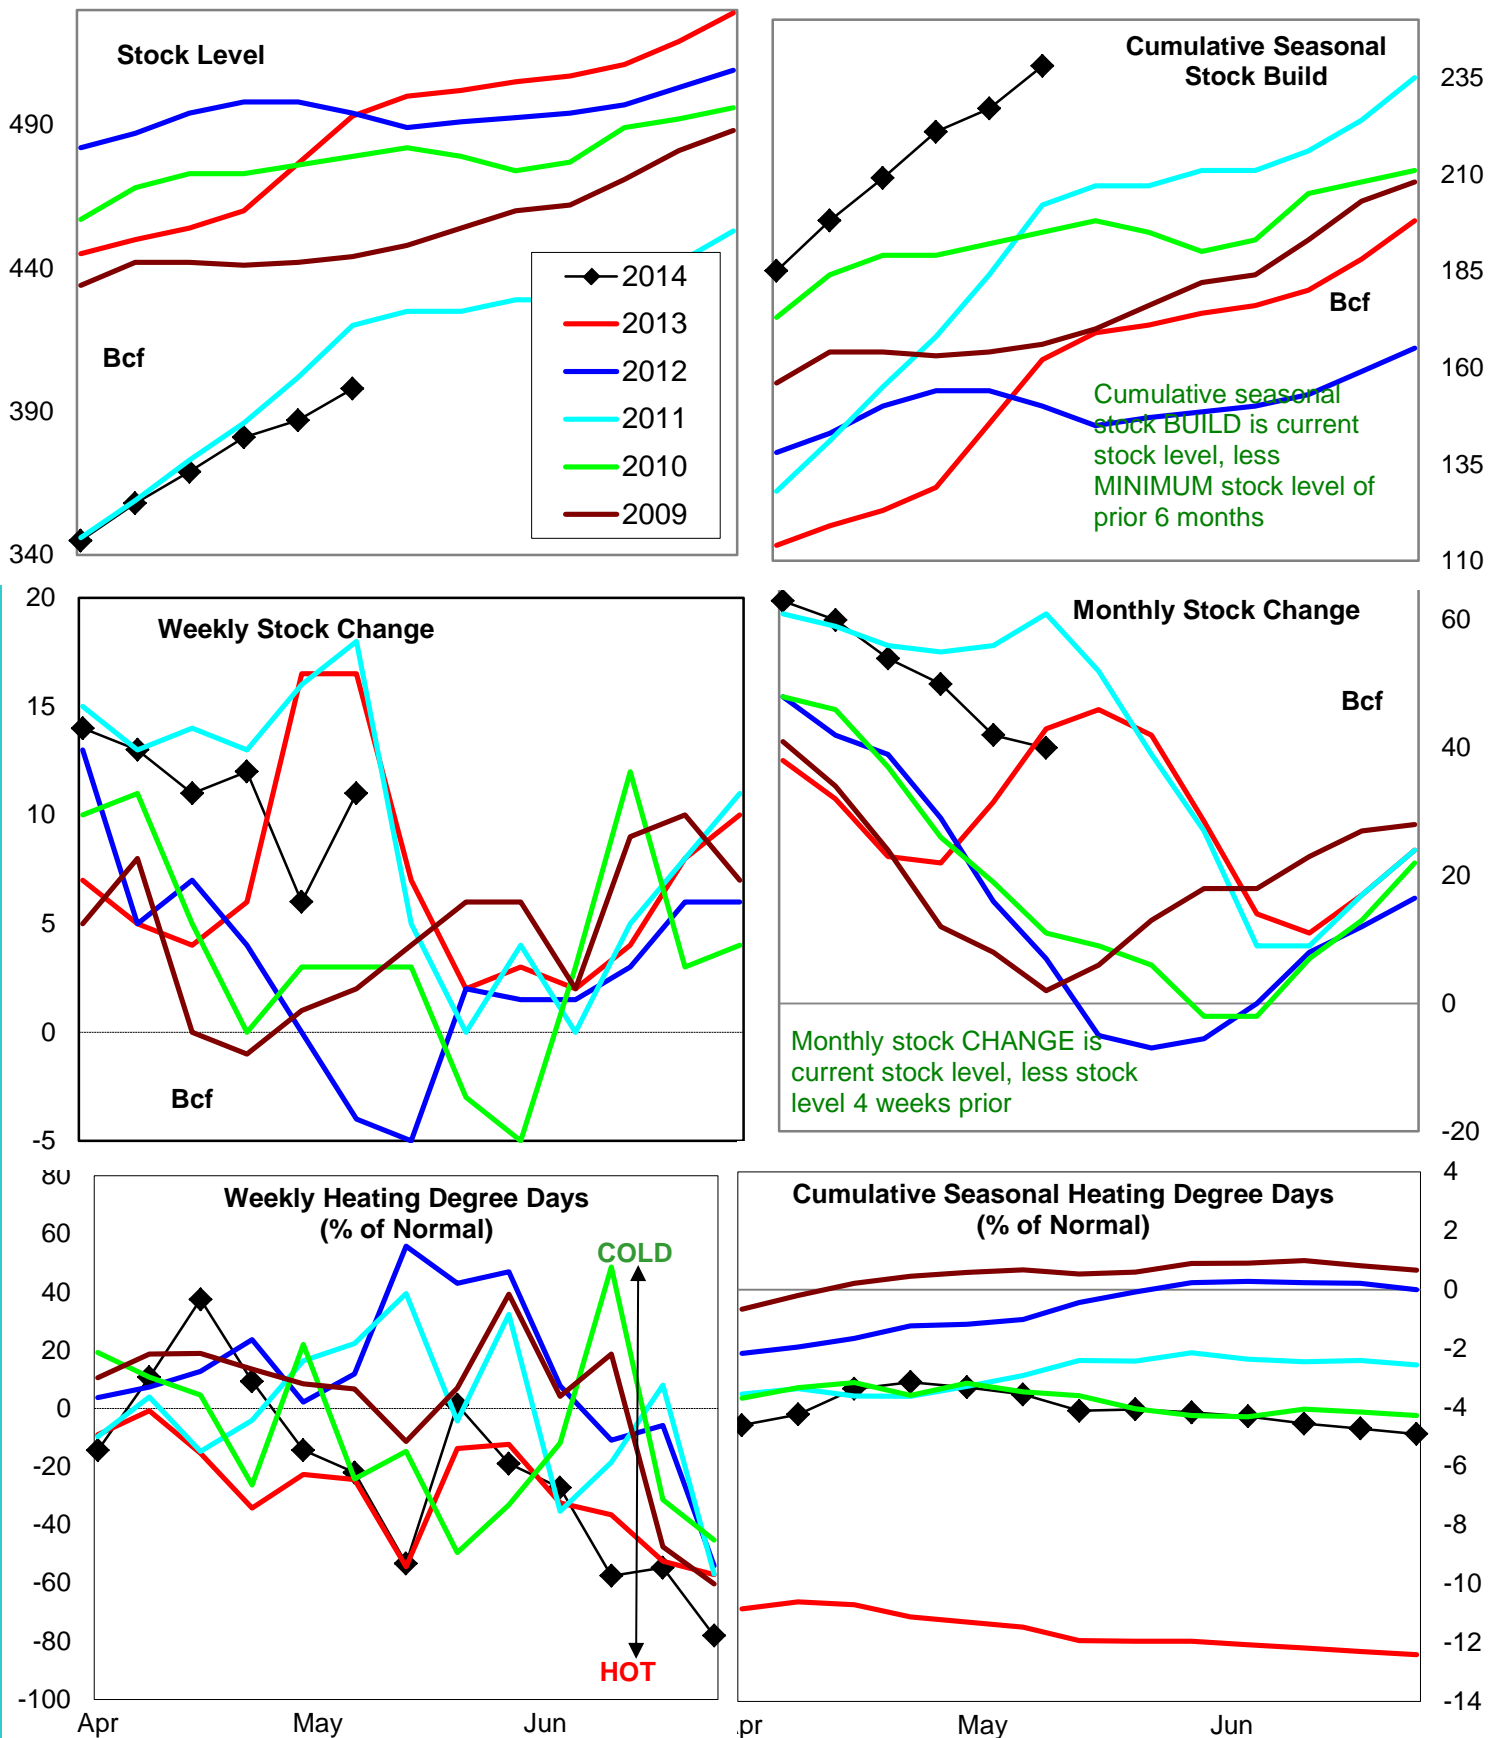 Stock Level
490
440
390
340
Bcf
2014
2013
2012
2011
2010
2009
Cumulative Seasonal
Stock Build
235
210
185
160
135
110
Bcf
Cumulative seasonal
stock BUILD is current
stock level, less
MINIMUM stock level of
prior 6 months
Weekly Stock Change
20
15
10
5
0
-5
Bcf
Monthly Stock Change
60
40
20
0
-20
Bcf
Monthly stock CHANGE is
current stock level, less stock
level 4 weeks prior
Weekly Heating Degree Days
(% of Normal)
80
60
40
20
0
-20
-40
-60
-80
-100
COLD
HOT
Apr May Jun
Cumulative Seasonal Heating Degree Days
(% of Normal)
4
2
0
-2
-4
-6
-8
-10
-12
-14
pr May Jun